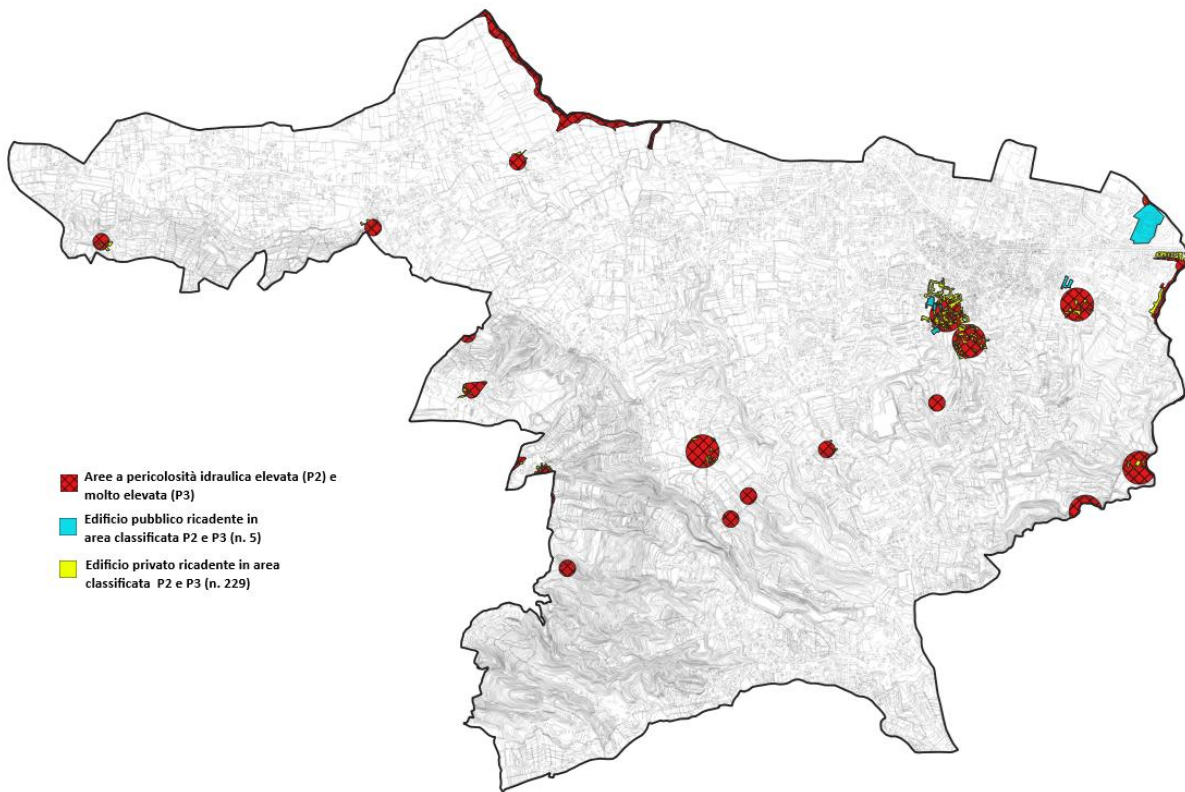 Aree a pericolosità idraulica elevata (P2) e
molto elevata (P3)
Edificio pubblico ricadente in
area classificata P2 e P3 (n. 5)
Edificio privato ricadente in area
classificata P2 e P3 (n. 229)